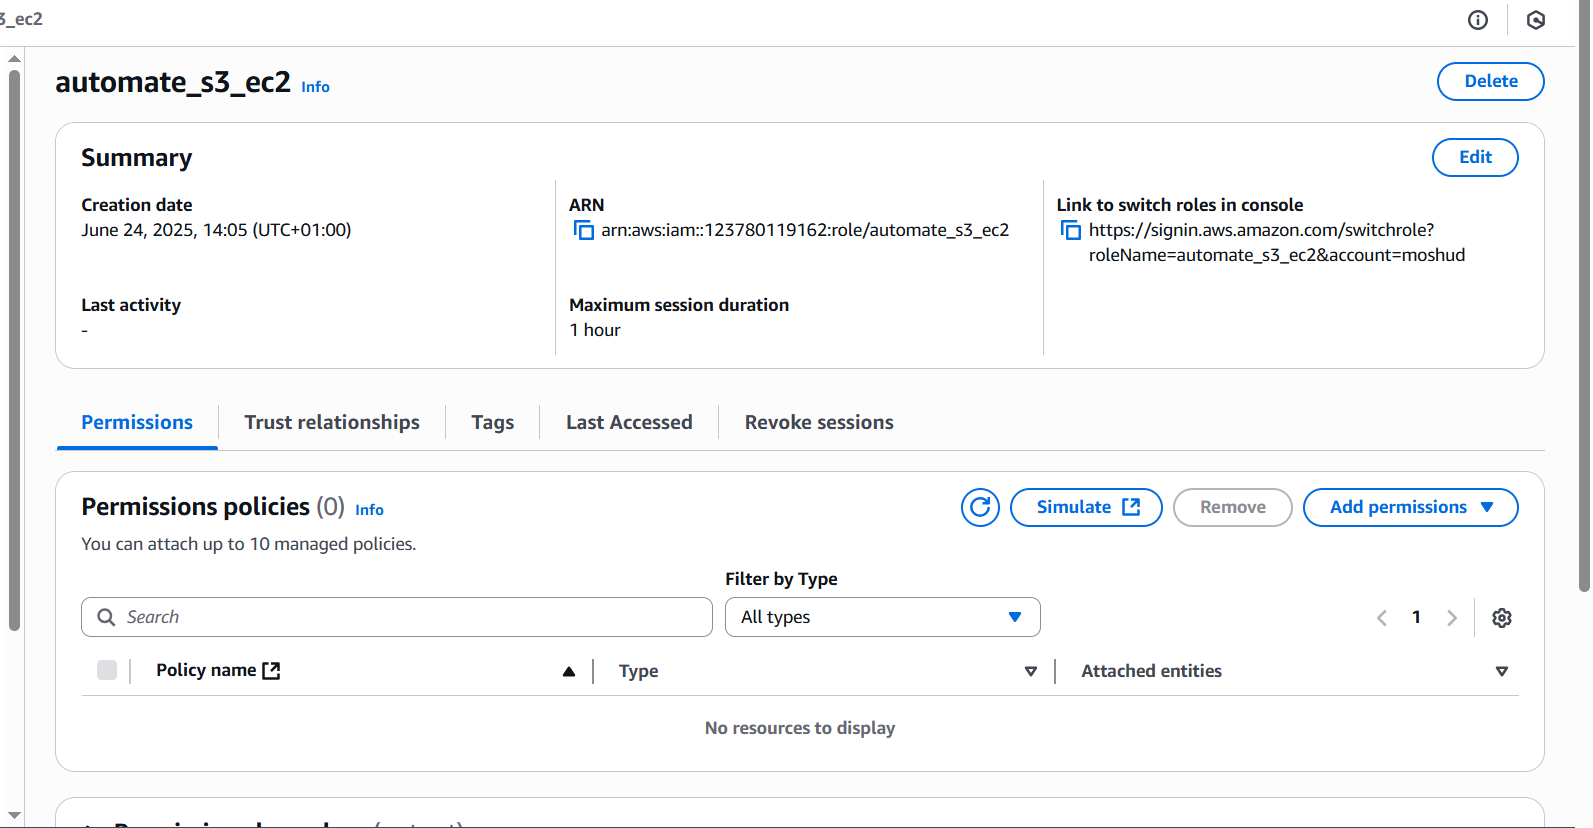 3_ec2
automate_s3_ec2 Info
Delete
Summary
Edit
Creation date
June 24, 2025, 14:05 (UTC+01:00)
ARN
arn:aws:iam::123780119162:role/automate_s3_ec2
Link to switch roles in console
https://signin.aws.amazon.com/switchrole?
roleName=automate_s3_ec2&account=moshud
Last activity
-
Maximum session duration
1 hour
Permissions
Trust relationships
Tags
Last Accessed
Revoke sessions
Permissions policies (0) Info
You can attach up to 10 managed policies.
Simulate
Remove
Add permissions
Filter by Type
Search
All types
1
Policy name
Type
Attached entities
No resources to display